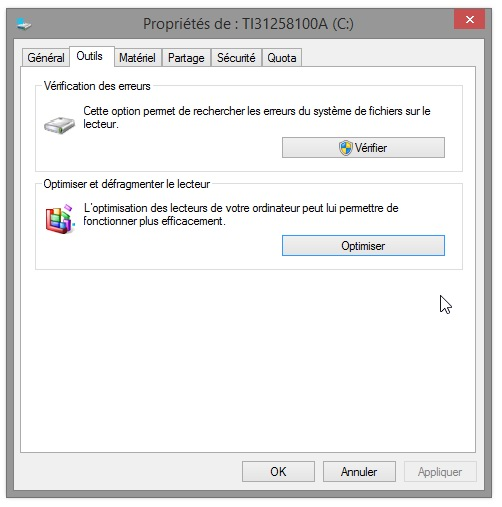 Propriétés de : TI31258100A (C:)
Général Outils Matériel Partage Sécurité Quota
Vérification des erreurs
Cette option permet de rechercher les erreurs du système de fichiers sur le
lecteur.
Vérifier
Optimiser et défragmenter le lecteur
L'optimisation des lecteurs de votre ordinateur peut lui permettre de
fonctionner plus efficacement.
Optimiser
OK Annuler Appliquer